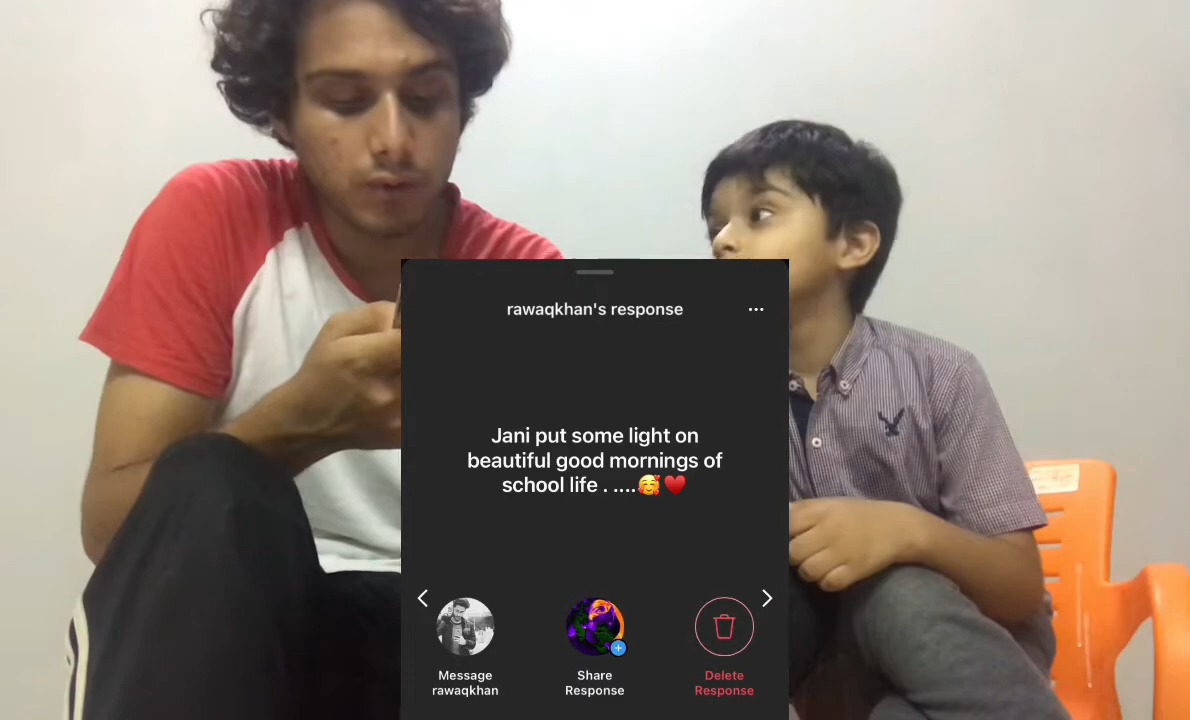 rawaqkhan's response
Jani put some light on
beautiful good mornings of
school life . ....🥰♥️
Message
rawaqkhan
Share
Response
Delete
Response